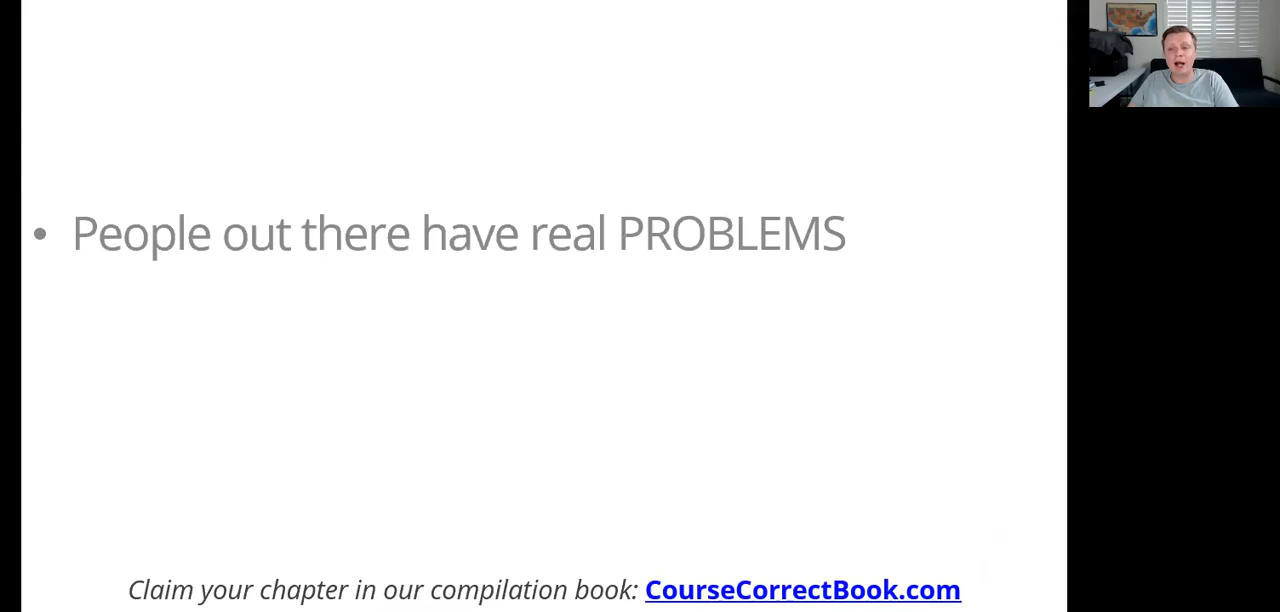 • People out there have real PROBLEMS
Claim your chapter in our compilation book: CourseCorrectBook.com